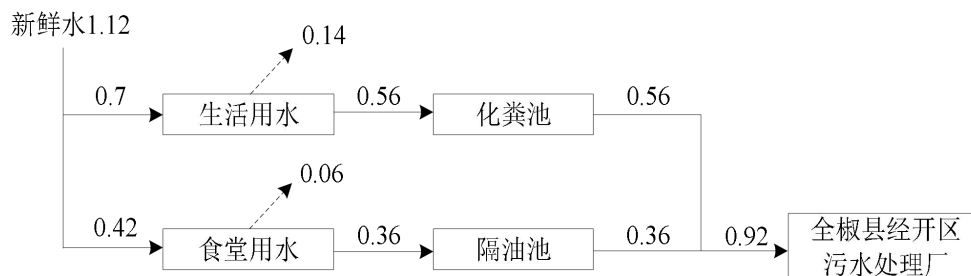 新鲜水1.12
0.14
0.7
生活用水
0.56
化粪池
0.56
0.06
0.42
食堂用水
0.36
隔油池
0.36
0.92
全椒县经开区
污水处理厂